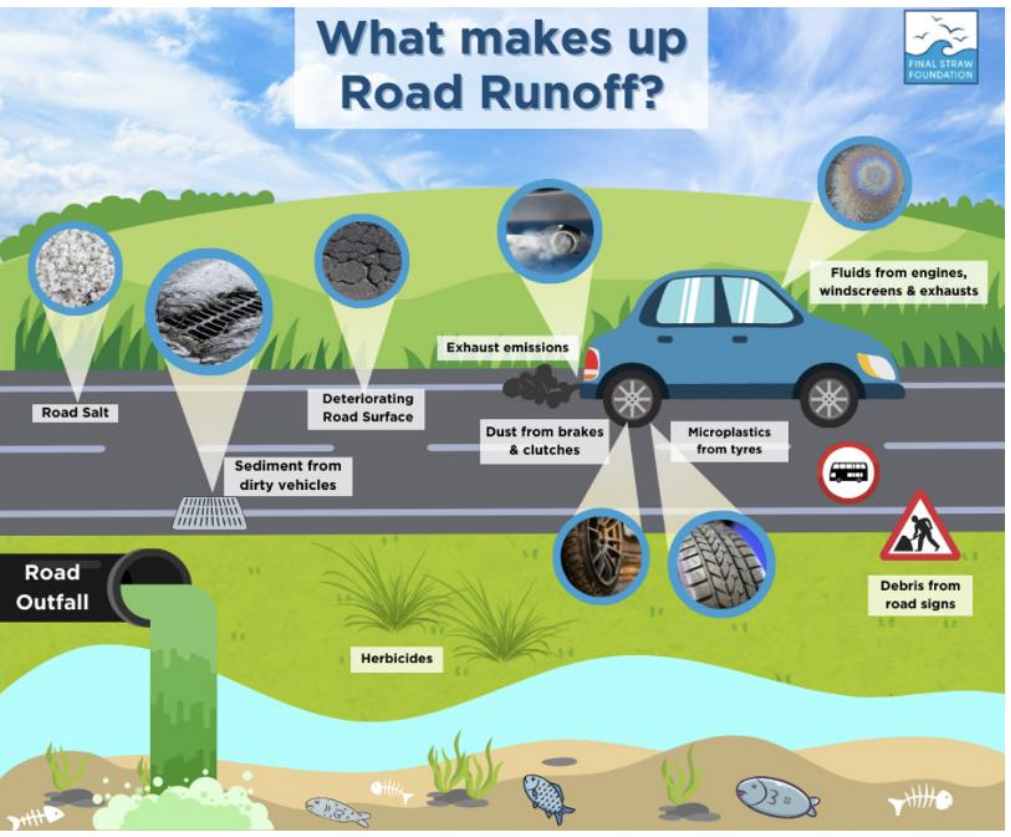 What makes up
Road Runoff?
FINAL STRAW
FOUNDATION
Fluids from engines,
windscreens & exhausts
Exhaust emissions
Road Salt
Deteriorating
Road Surface
Dust from brakes
& clutches
Microplastics
from tyres
Sediment from
dirty vehicles
Road
Outfall
Debris from
road signs
Herbicides